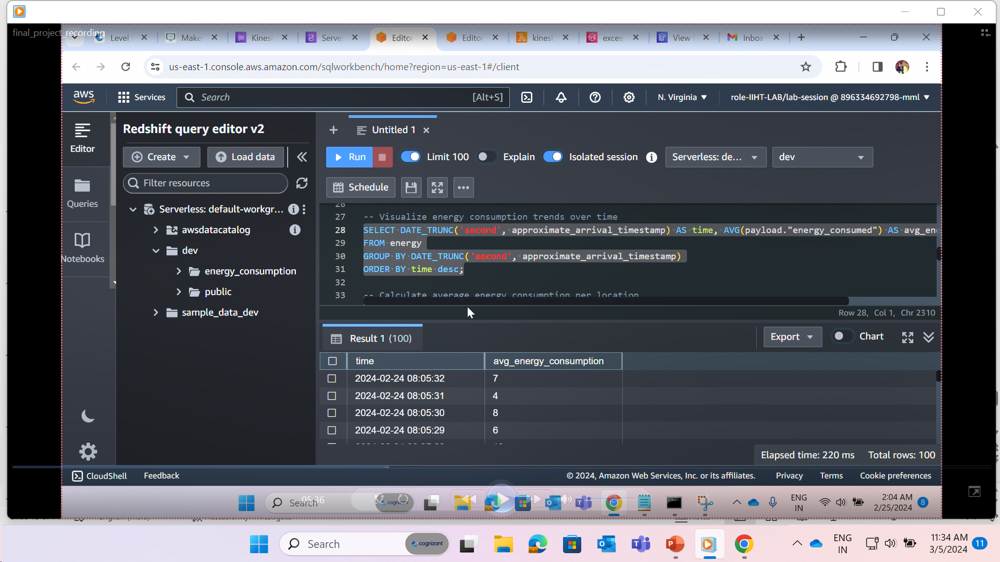 final_project_recording
Level
Make
Kinesi
Server
Editor
Editor
kinesi
exces
View
Inbox
us-east-1.console.aws.amazon.com/sqlworkbench/home?region=us-east-1#/client
aws
Services
Search
[Alt+S]
N. Virginia
role-IIHT-LAB/lab-session @ 896334692798-mml
Editor
Queries
Notebooks
Redshift query editor v2
Create
Load data
Filter resources
Serverless: default-workgr...
awsdatacatalog
dev
energy_consumption
public
sample_data_dev
Untitled 1
Run
Limit 100
Explain
Isolated session
Serverless: de...
dev
Schedule
26
27 -- Visualize energy consumption trends over time
28 SELECT DATE_TRUNC('second', approximate_arrival_timestamp) AS time, AVG(payload."energy_consumed") AS avg_en
29 FROM energy
30 GROUP BY DATE_TRUNC('second', approximate_arrival_timestamp)
31 ORDER BY time desc;
32
33 -- Calculate average energy consumption per location
Row 28, Col 1, Chr 2310
Result 1 (100)
Export
Chart
time avg_energy_consumption
2024-02-24 08:05:32 7
2024-02-24 08:05:31 4
2024-02-24 08:05:30 8
2024-02-24 08:05:29 6
Elapsed time: 220 ms Total rows: 100
CloudShell
Feedback
© 2024, Amazon Web Services, Inc. or its affiliates.
Privacy
Terms
Cookie preferences
Search
05:36
cognizant
ENG
IN
2:04 AM
2/25/2024
8
Search
cognizant
ENG
IN
11:34 AM
3/5/2024
11